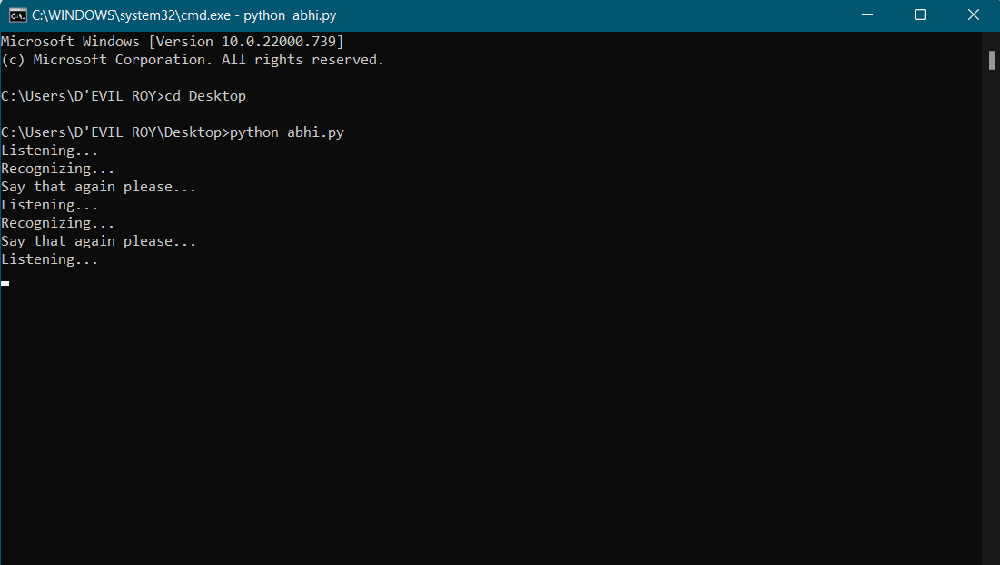 C:\WINDOWS\system32\cmd.exe - python  abhi.py
Microsoft Windows [Version 10.0.22000.739]
(c) Microsoft Corporation. All rights reserved.
C:\Users\D'EVIL ROY>cd Desktop
C:\Users\D'EVIL ROY\Desktop>python abhi.py
Listening...
Recognizing...
Say that again please...
Listening...
Recognizing...
Say that again please...
Listening...